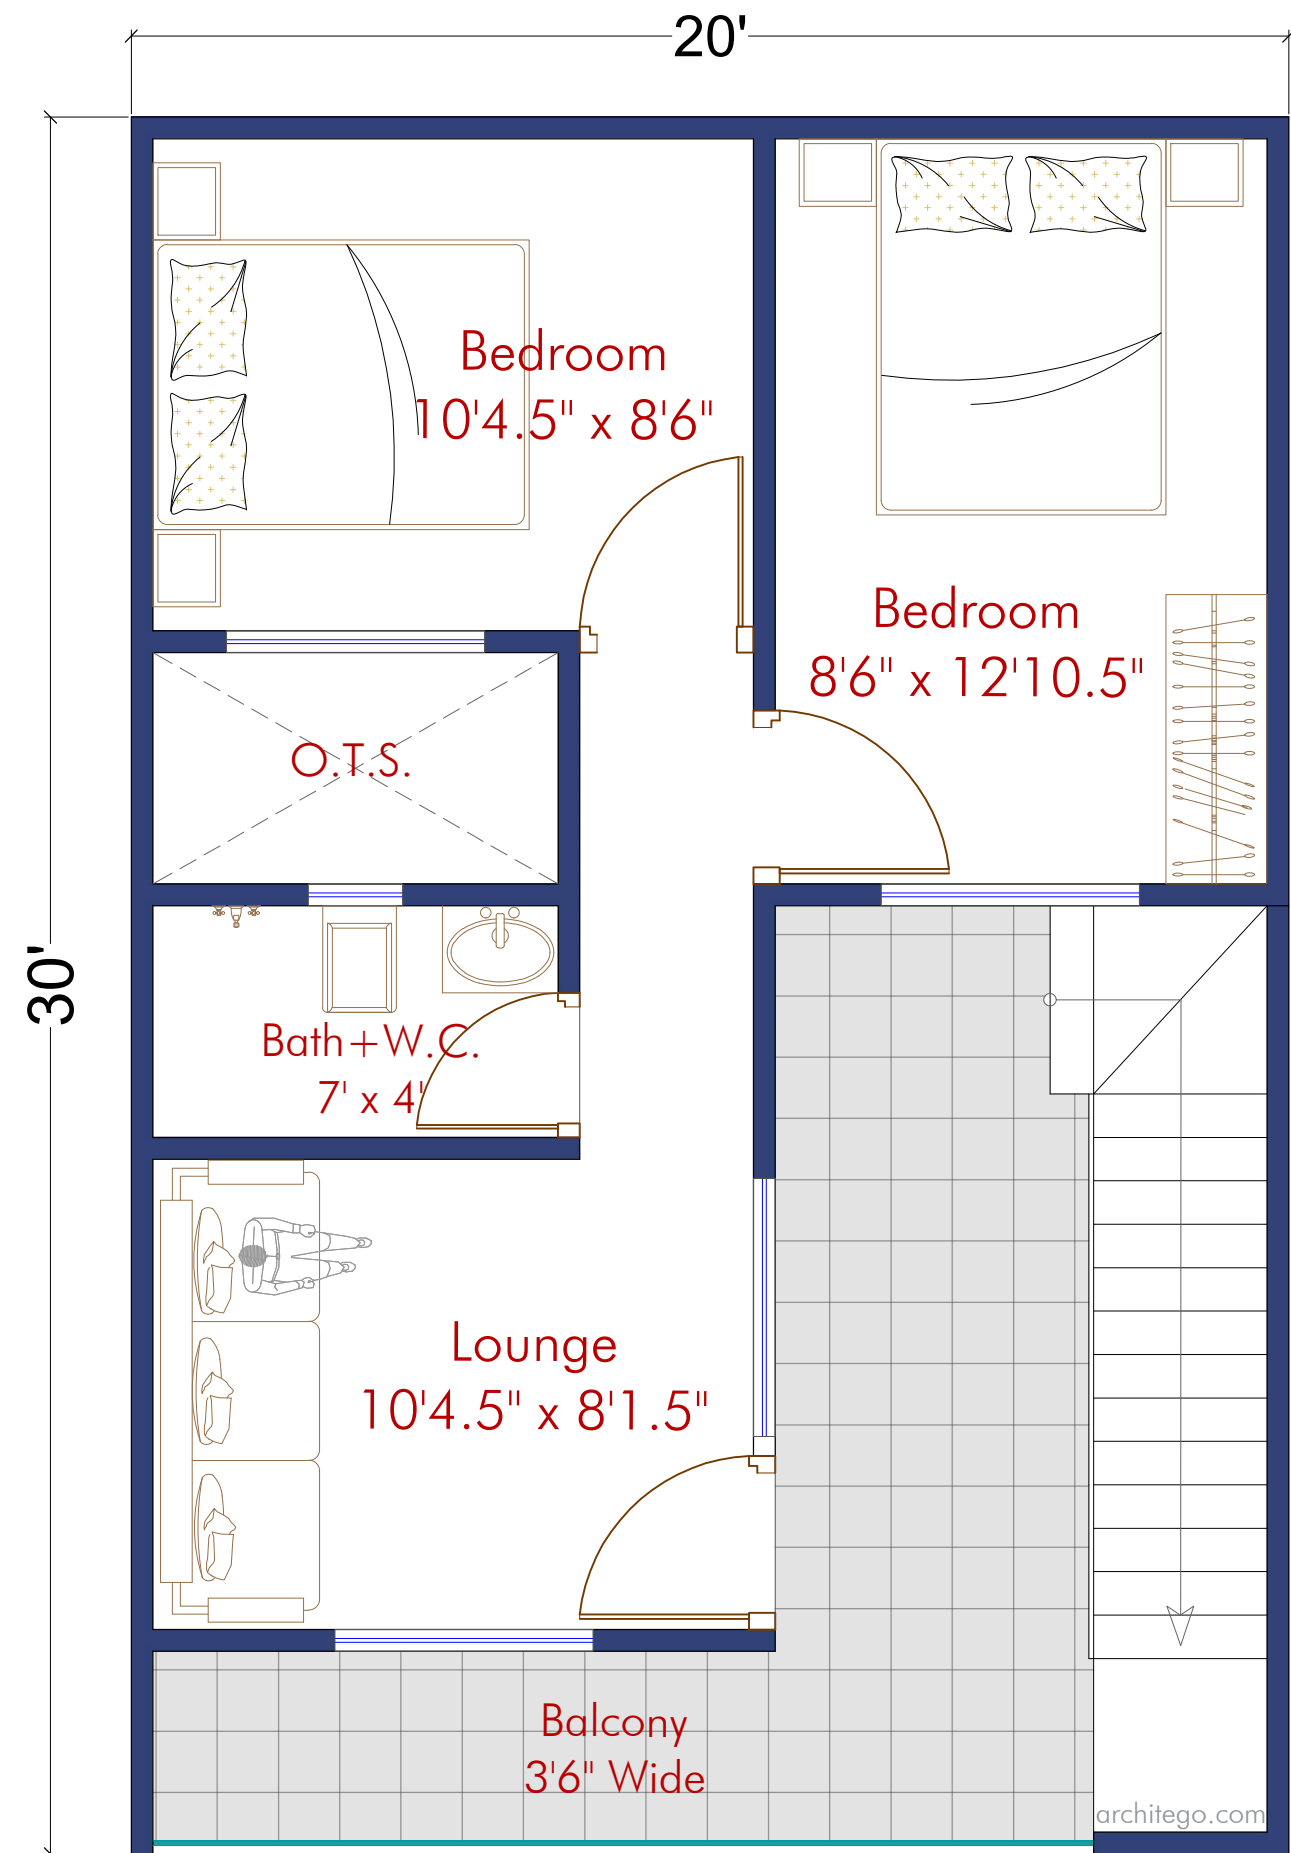 20'
30'
Bedroom
10'4.5" x 8'6"
Bedroom
8'6" x 12'10.5"
O.T.S.
Bath+W.C.
7' x 4'
Lounge
10'4.5" x 8'1.5"
Balcony
3'6" Wide
architego.com